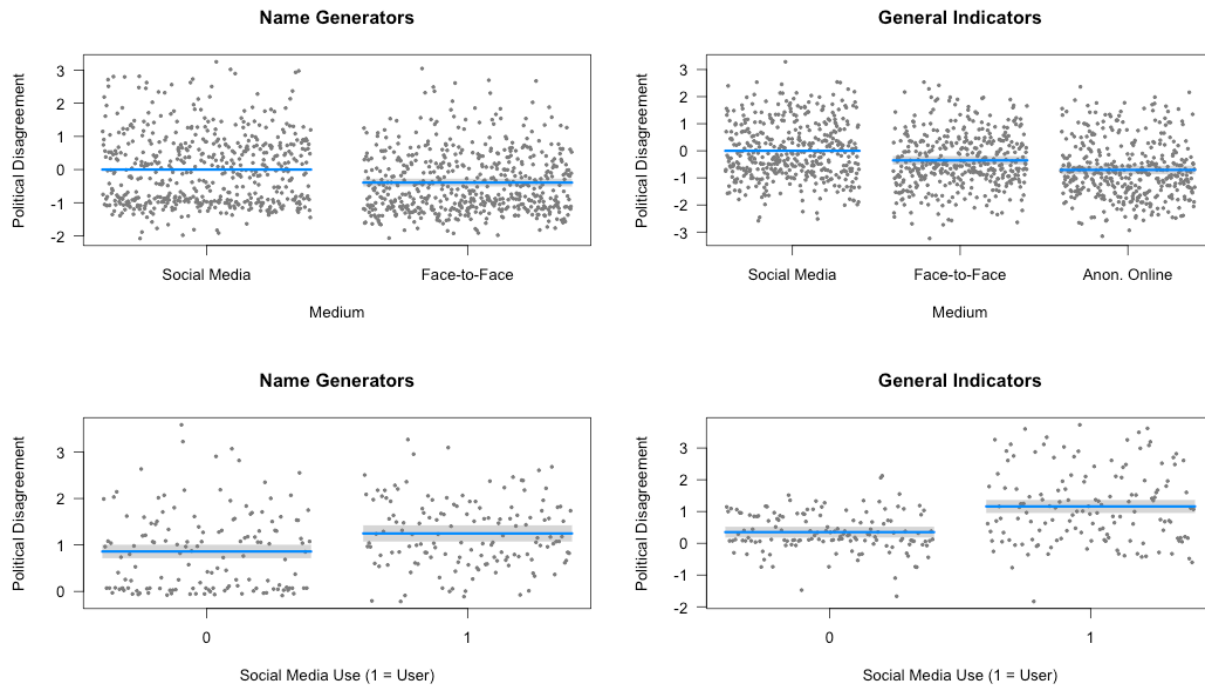 Name Generators
Political Disagreement
3
2
1
0
-1
-2
Social Media
Face-to-Face
Medium
General Indicators
Political Disagreement
3
2
1
0
-1
-2
-3
Social Media
Face-to-Face
Anon. Online
Medium
Name Generators
Political Disagreement
3
2
1
0
0
1
Social Media Use (1 = User)
General Indicators
Political Disagreement
3
2
1
0
-1
-2
0
1
Social Media Use (1 = User)